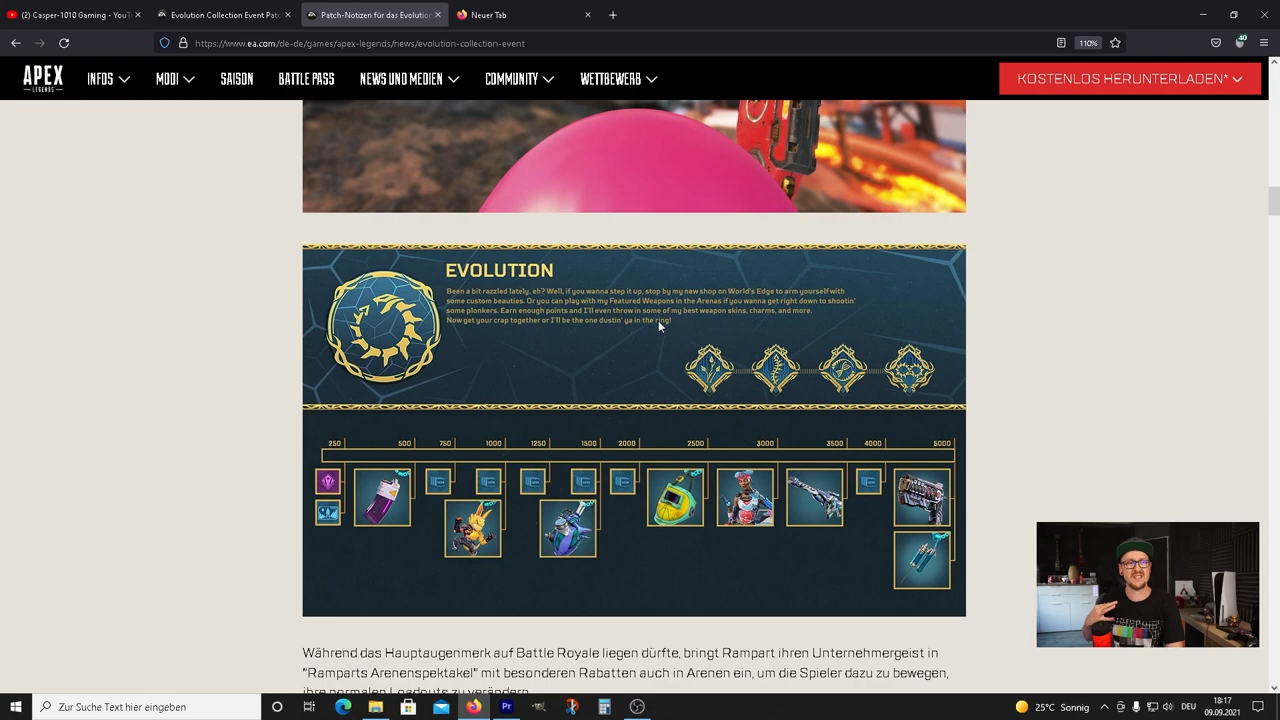 (2) Casper-1010 Gaming - YouT
Evolution Collection Event Patch
Patch-Notizen für das Evolution
Neuer Tab
https://www.ea.com/de-de/games/apex-legends/news/evolution-collection-event
110%
40
APEX
LEGENDS
INFOS
MODI
SAISON
BATTLE PASS
NEWS UND MEDIEN
COMMUNITY
WETTBEWERB
KOSTENLOS HERUNTERLADEN*
EVOLUTION
Been a bit razzled lately, eh? Well, if you wanna step it up, stop by my new shop on World's Edge to arm yourself with
some custom beauties. Or you can play with my Featured Weapons in the Arenas if you wanna get right down to shootin'
some plonkers. Earn enough points and I'll even throw in some of my best weapon skins, charms, and more.
Now get your crap together or I'll be the one dustin' ya in the ring!
250 500 750 1000 1250 1500 2000 2500 3000 3500 4000 5000
Während das Hauptaugenmerk auf Battle Royale liegen dürfte, bringt Rampart ihren Unternehmergeist in
"Ramparts Arenenspektakel" mit besonderen Rabatten auch in Arenen ein, um die Spieler dazu zu bewegen,
ihre normalen Loadouts zu verändern.
Zur Suche Text hier eingeben
Pr
25°C Sonnig
DEU
18:17
09.09.2021